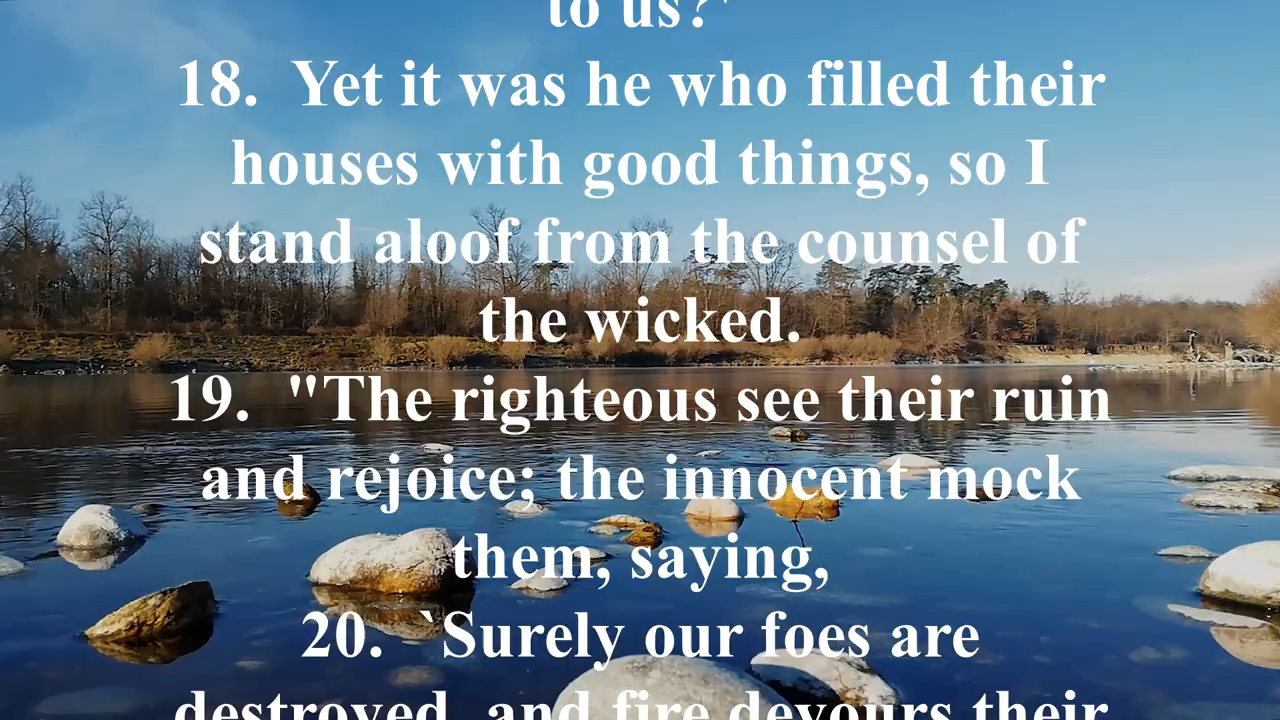 to us?'
18.  Yet it was he who filled their
houses with good things, so I
stand aloof from the counsel of
the wicked.
19.  "The righteous see their ruin
and rejoice; the innocent mock
them, saying,
20.  `Surely our foes are
destroyed, and fire devours their